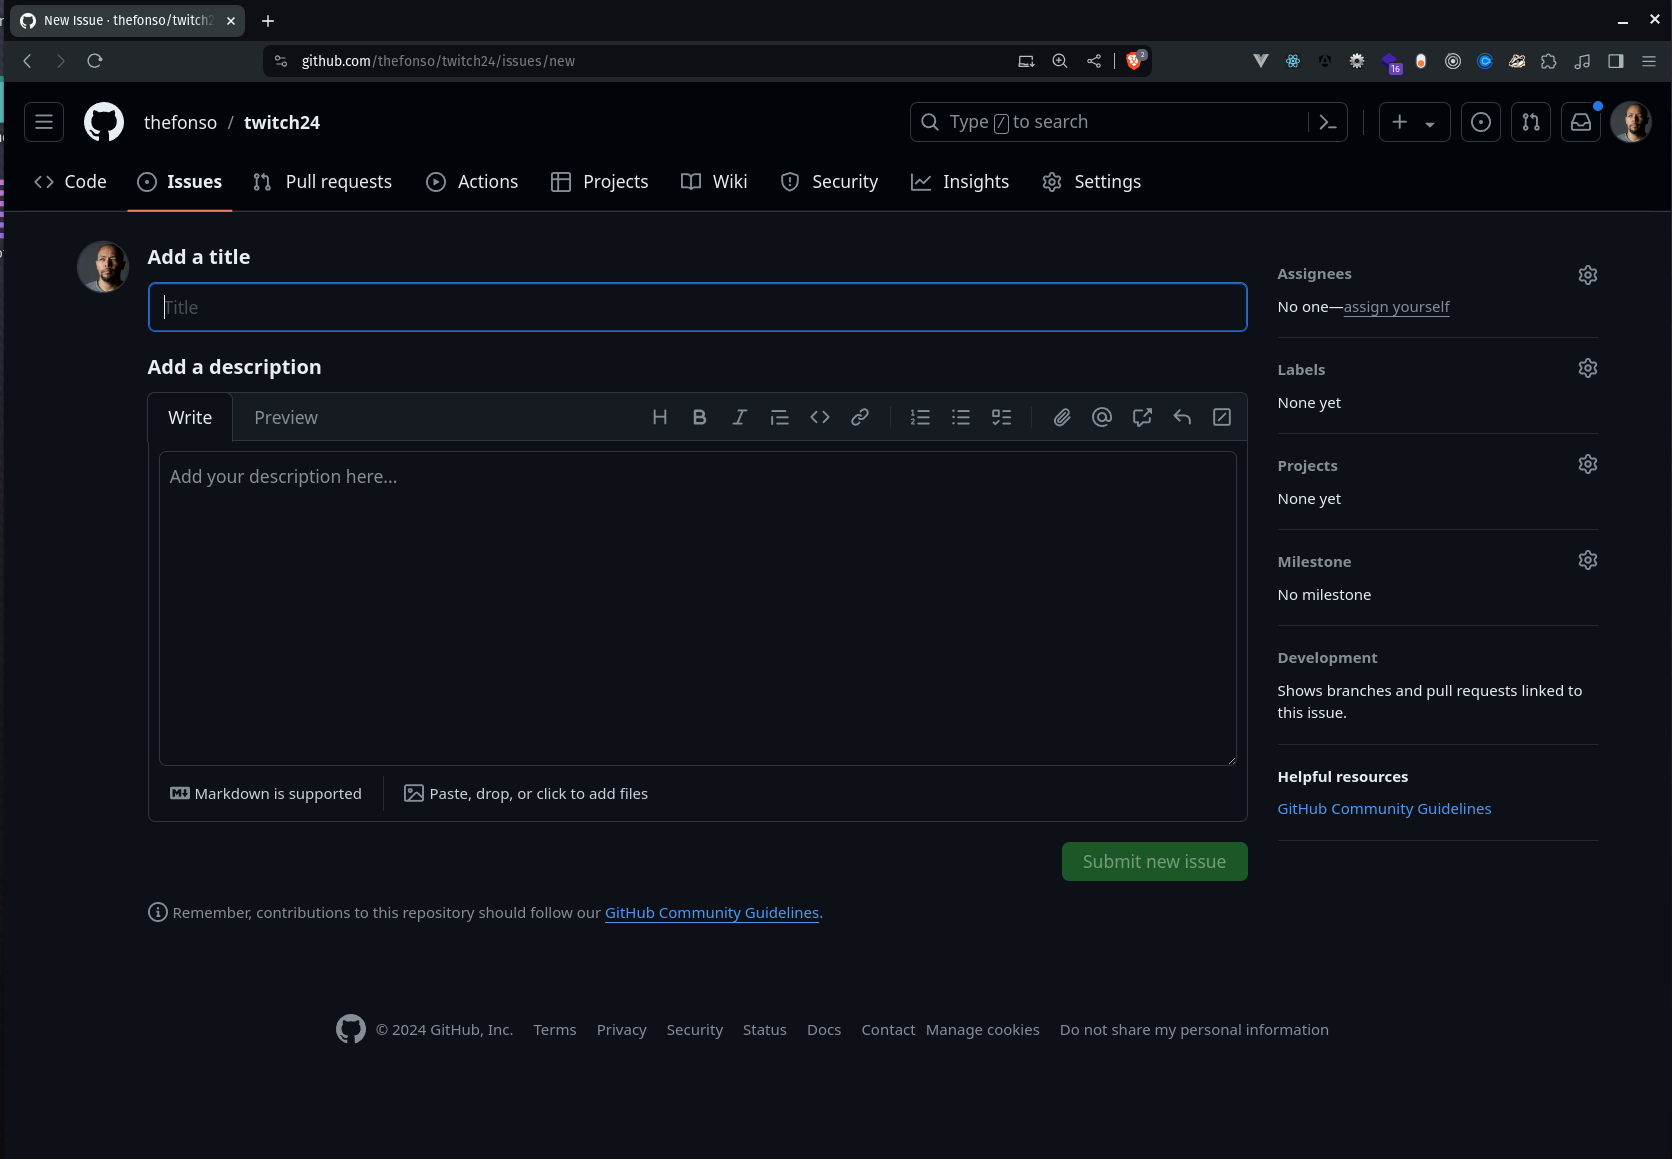 New Issue · thefonso/twitch2
github.com/thefonso/twitch24/issues/new
2
16
thefonso / twitch24
Type / to search
Code Issues Pull requests Actions Projects Wiki Security Insights Settings
Add a title
Title
Add a description
Write Preview
Add your description here...
Markdown is supported
Paste, drop, or click to add files
Submit new issue
Remember, contributions to this repository should follow our GitHub Community Guidelines.
Assignees
No one—assign yourself
Labels
None yet
Projects
None yet
Milestone
No milestone
Development
Shows branches and pull requests linked to
this issue.
Helpful resources
GitHub Community Guidelines
© 2024 GitHub, Inc. Terms Privacy Security Status Docs Contact Manage cookies Do not share my personal information